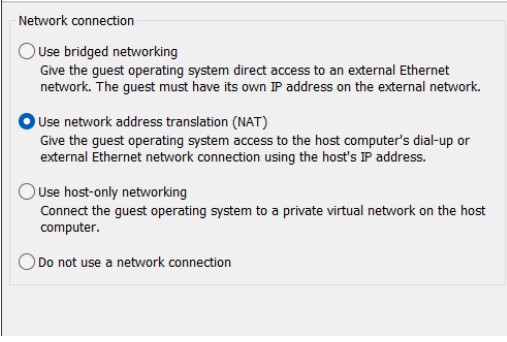 Network connection
Use bridged networking
Give the guest operating system direct access to an external Ethernet
network. The guest must have its own IP address on the external network.
Use network address translation (NAT)
Give the guest operating system access to the host computer's dial-up or
external Ethernet network connection using the host's IP address.
Use host-only networking
Connect the guest operating system to a private virtual network on the host
computer.
Do not use a network connection